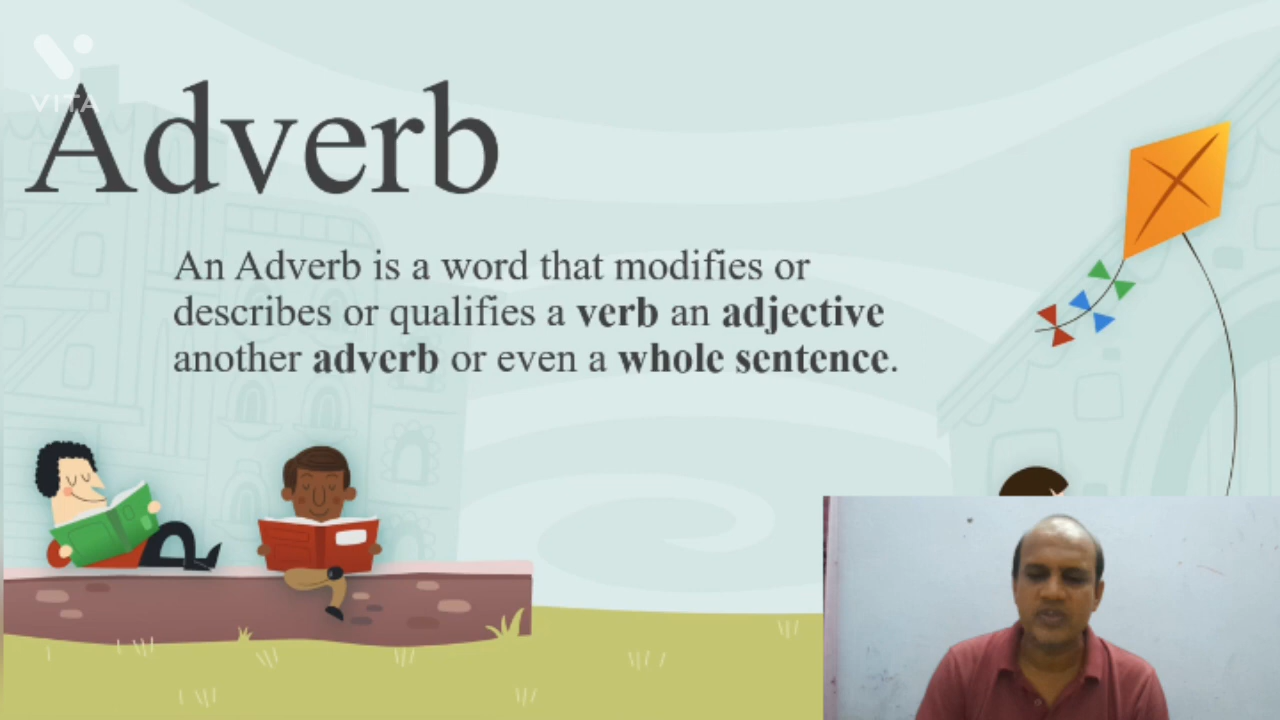 VITA
Adverb
An Adverb is a word that modifies or
describes or qualifies a verb an adjective
another adverb or even a whole sentence.